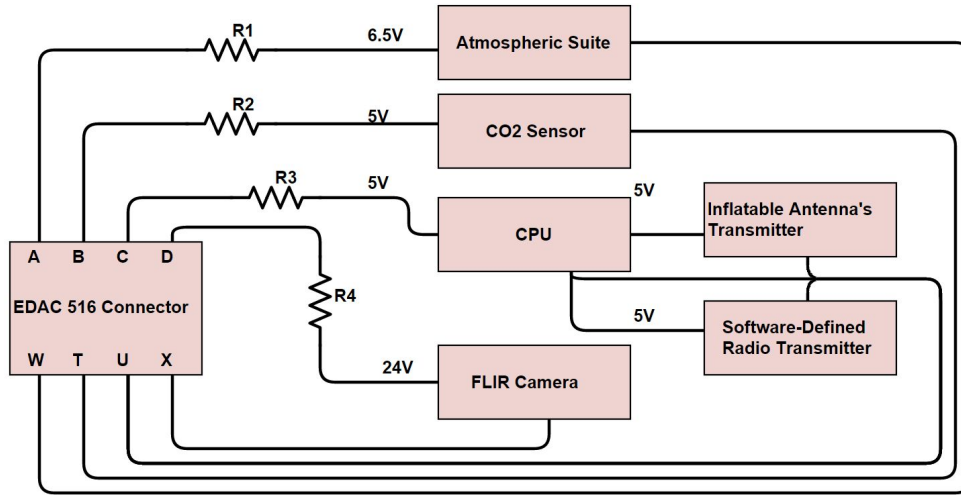 R1
6.5V
Atmospheric Suite
R2
5V
CO2 Sensor
R3
5V
CPU
5V
Inflatable Antenna's
Transmitter
A B C D
EDAC 516 Connector
W T U X
R4
5V
Software-Defined
Radio Transmitter
24V
FLIR Camera